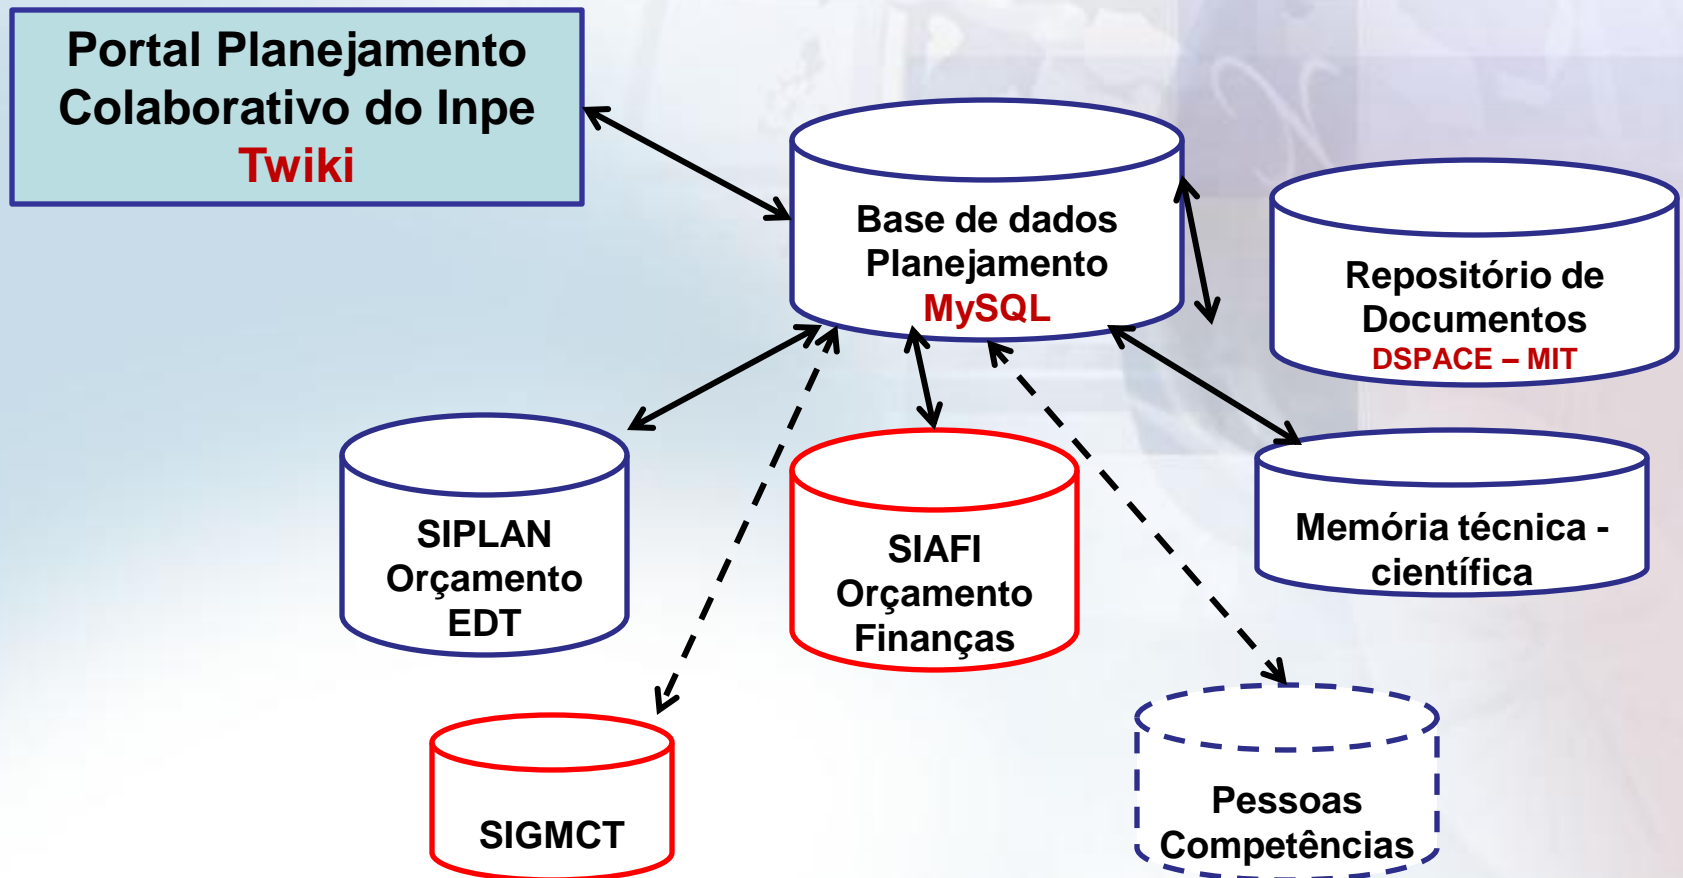 Portal Planejamento
Colaborativo do Inpe
Twiki
Base de dados
Planejamento
MySQL
Repositório de
Documentos
DSPACE – MIT
SIPLAN
Orçamento
EDT
SIAFI
Orçamento
Finanças
Memória técnica -
científica
SIGMCT
Pessoas
Competências